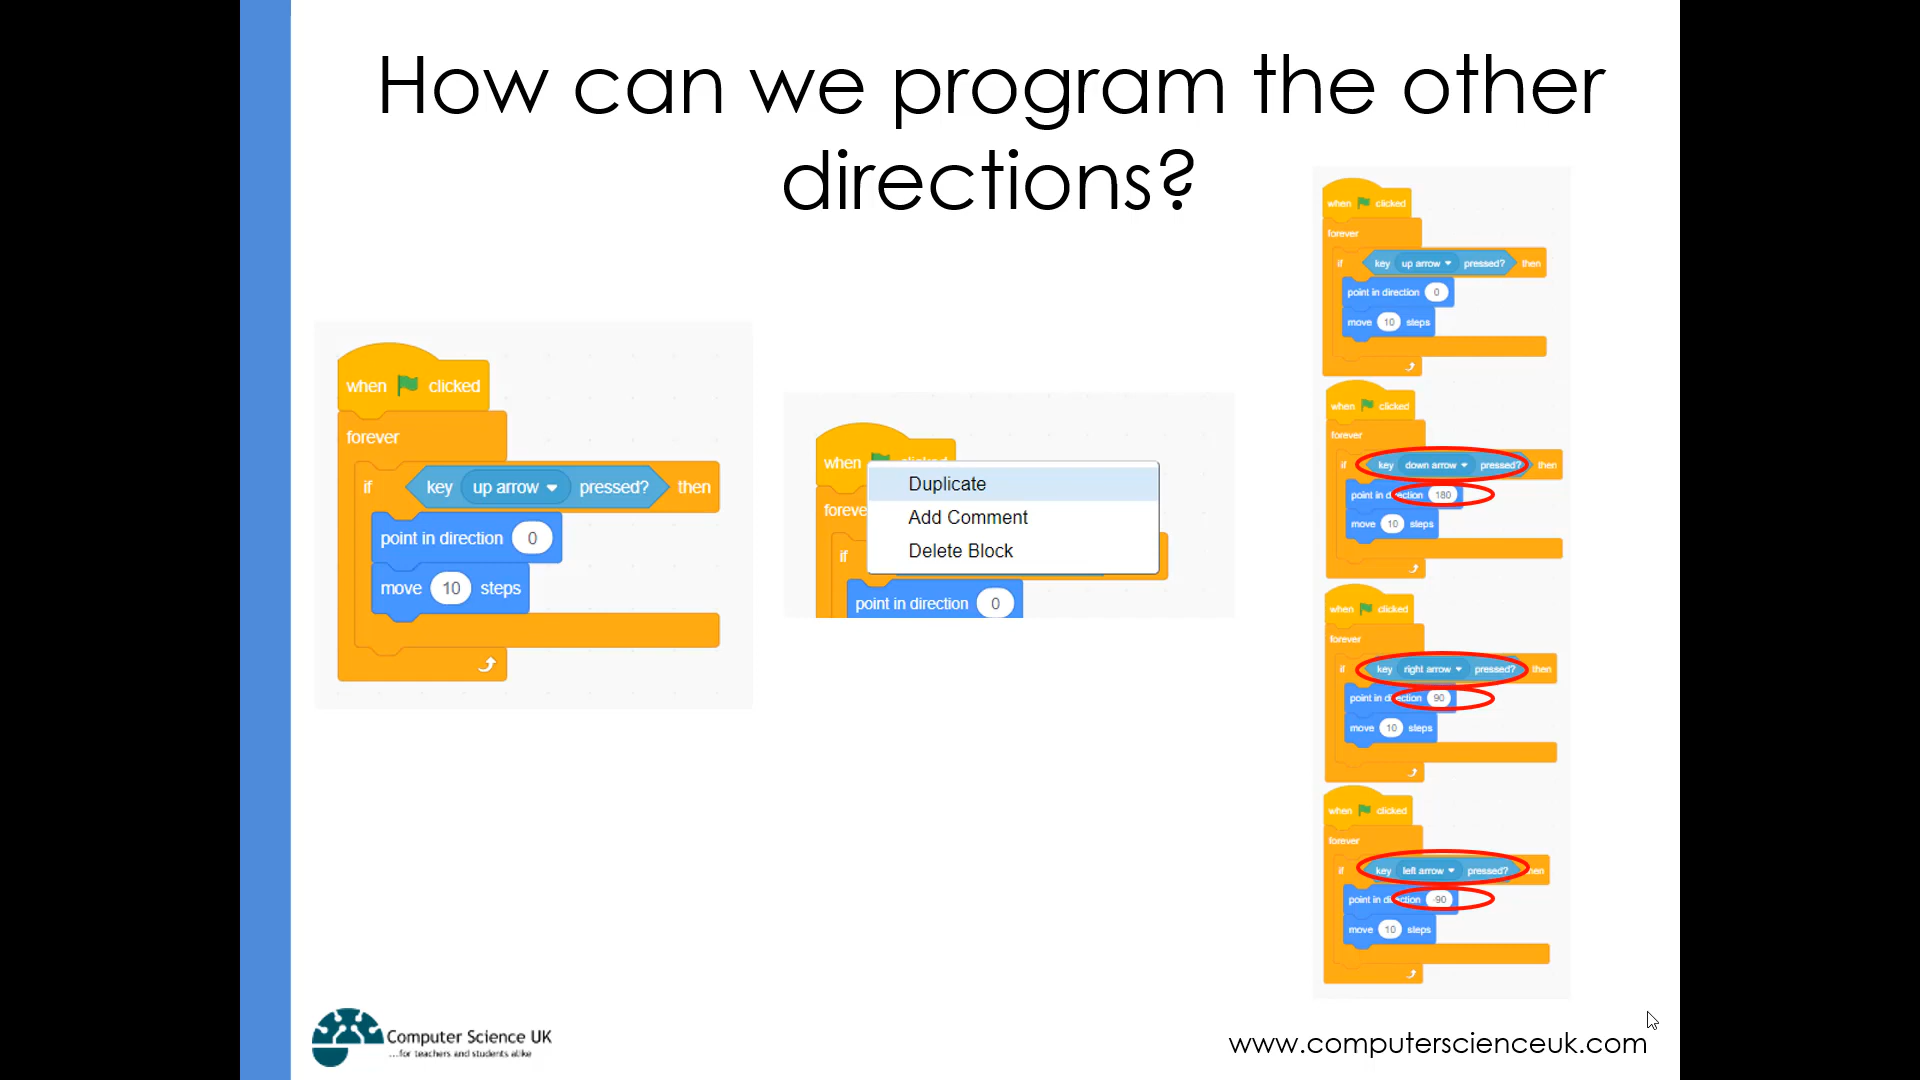 How can we program the other
directions?
when clicked
forever
if key up arrow pressed? then
point in direction 0
move 10 steps
when
foreve
if
Duplicate
Add Comment
Delete Block
point in direction 0
when clicked
forever
if key up arrow pressed? then
point in direction 0
move 10 steps
when clicked
forever
if key down arrow pressed? then
point in direction 180
move 10 steps
when clicked
forever
if key right arrow pressed? then
point in direction 90
move 10 steps
when clicked
forever
if key left arrow pressed? then
point in direction -90
move 10 steps
Computer Science UK
...for teachers and students alike
www.computerscienceuk.com